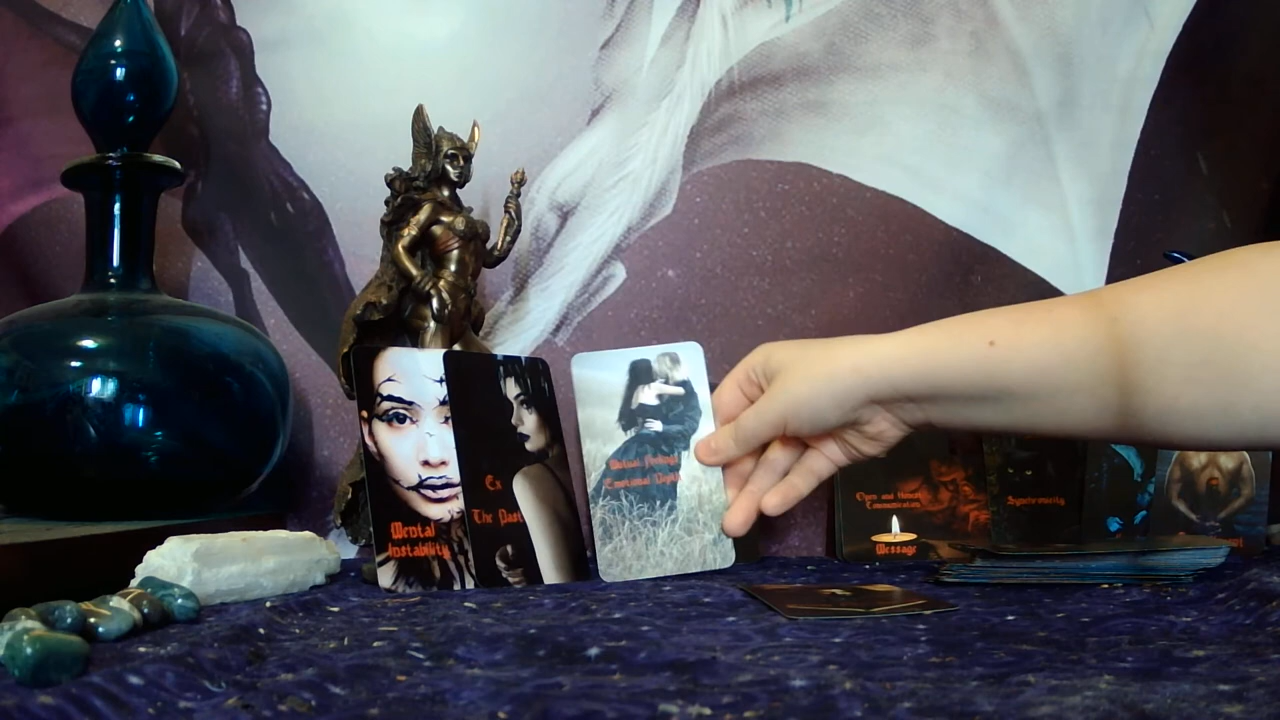 Mental
Instability
Ex
The Past
Mutual Feelings
Emotional Depth
Open and Honest
Communication
Message
Synchronicity